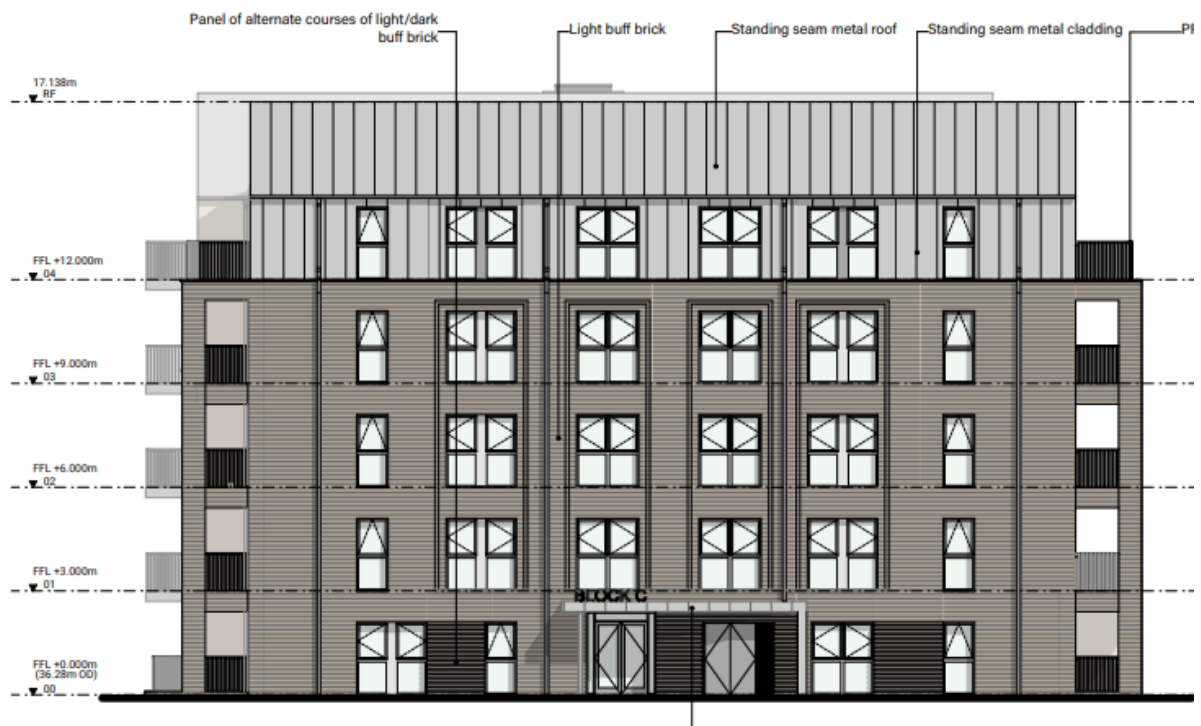 Panel of alternate courses of light/dark
buff brick
Light buff brick
Standing seam metal roof
Standing seam metal cladding
17.138m
RF
FFL +12.000m
04
FFL +9.000m
03
FFL +6.000m
02
FFL +3.000m
01
BLOCK C
FFL +0.000m
(36.28m OD)
00